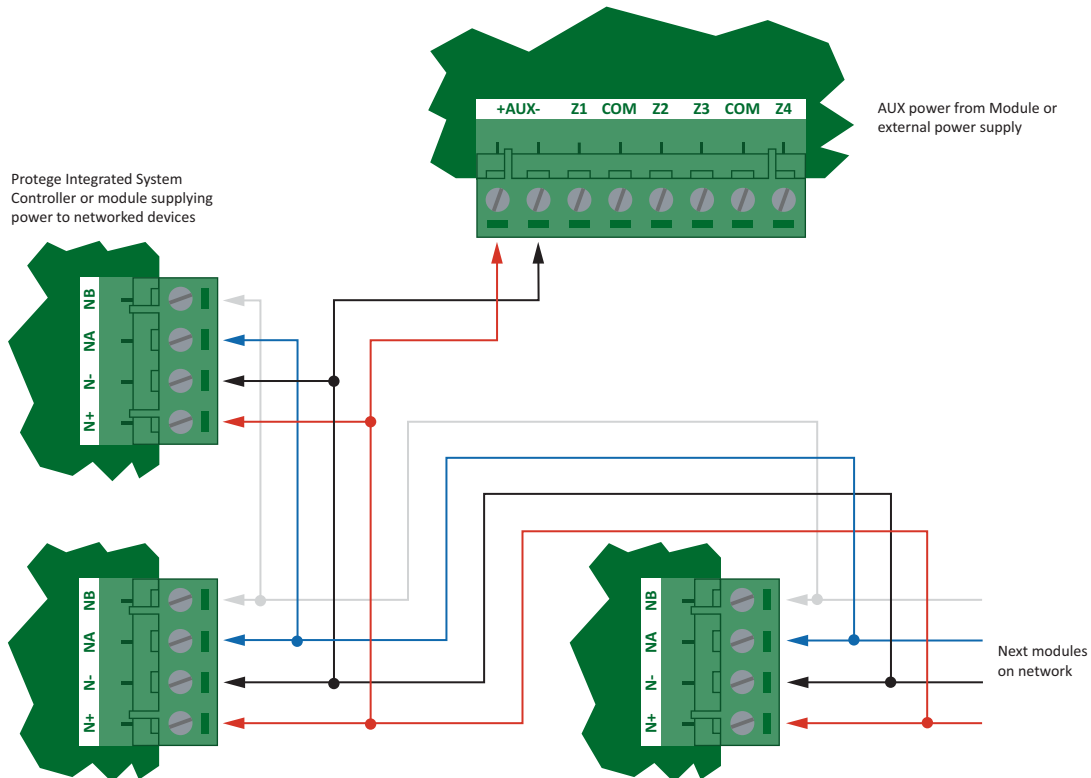 +AUX- Z1 COM Z2 Z3 COM Z4
AUX power from Module or
external power supply
Protege Integrated System
Controller or module supplying
power to networked devices
NB
NA
N-
N+
NB
NA
N-
N+
NB
NA
N-
N+
Next modules
on network